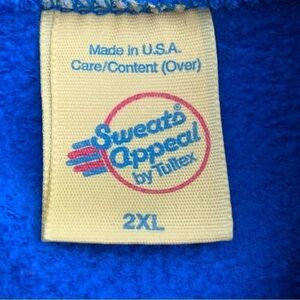 Made in U.S.A.
Care/Content (Over)
Sweats®
appeal
by Tultex
2XL